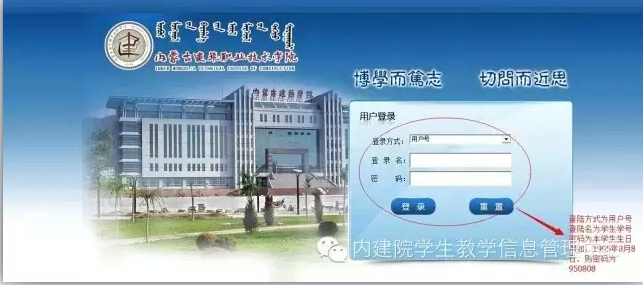 内蒙古建筑职业技术学院
INNER MONGOLIA TECHNICAL COLLEGE OF CONSTRUCTION
博學而篤志 切問而近思
用户登录
登录方式: 用户号
登 录 名:
密 码:
登 录 重 置
内建院学生教学信息管理
登陆方式为用户号
登陆名为学生学号
密码为本学生生日
例如，1995年8月8
日，则密码为
950808